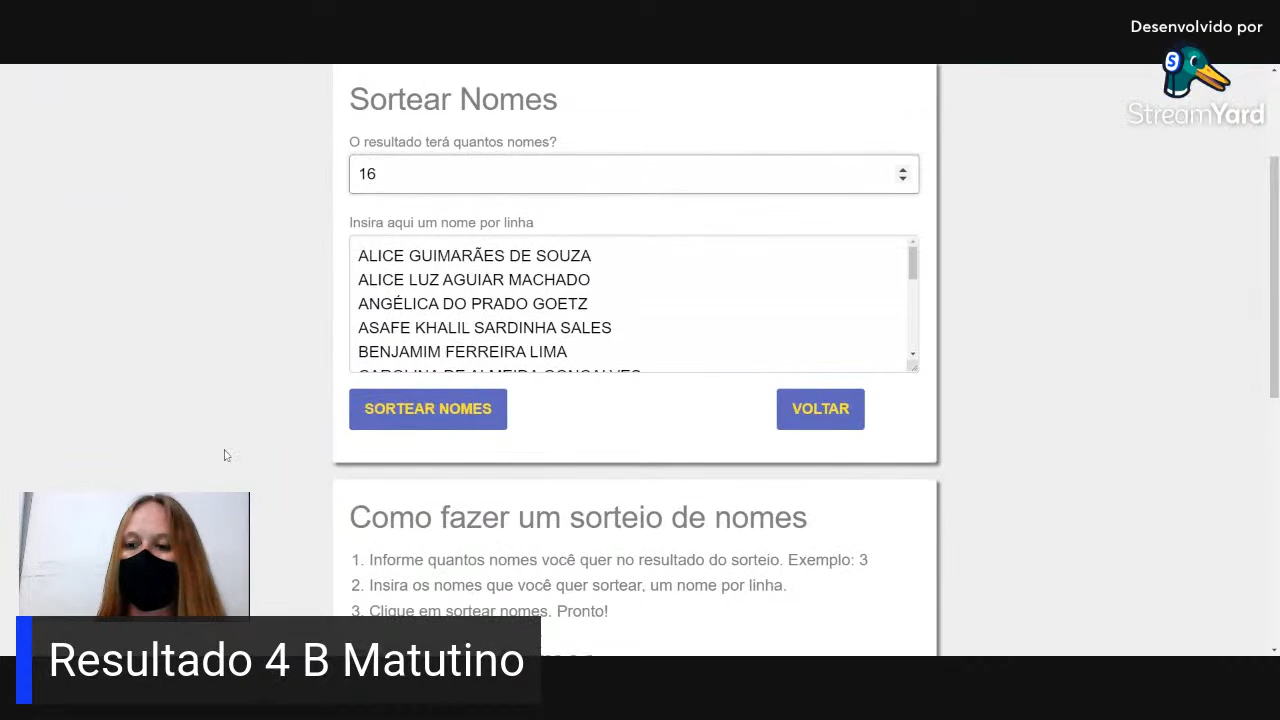 Desenvolvido por
StreamYard
Sortear Nomes
O resultado terá quantos nomes?
16
Insira aqui um nome por linha
ALICE GUIMARÃES DE SOUZA
ALICE LUZ AGUIAR MACHADO
ANGÉLICA DO PRADO GOETZ
ASAFE KHALIL SARDINHA SALES
BENJAMIM FERREIRA LIMA
CAROLINA DE ALMEIDA GONÇALVES
SORTEAR NOMES
VOLTAR
Como fazer um sorteio de nomes
1. Informe quantos nomes você quer no resultado do sorteio. Exemplo: 3
2. Insira os nomes que você quer sortear, um nome por linha.
3. Clique em sortear nomes. Pronto!
Resultado 4 B Matutino